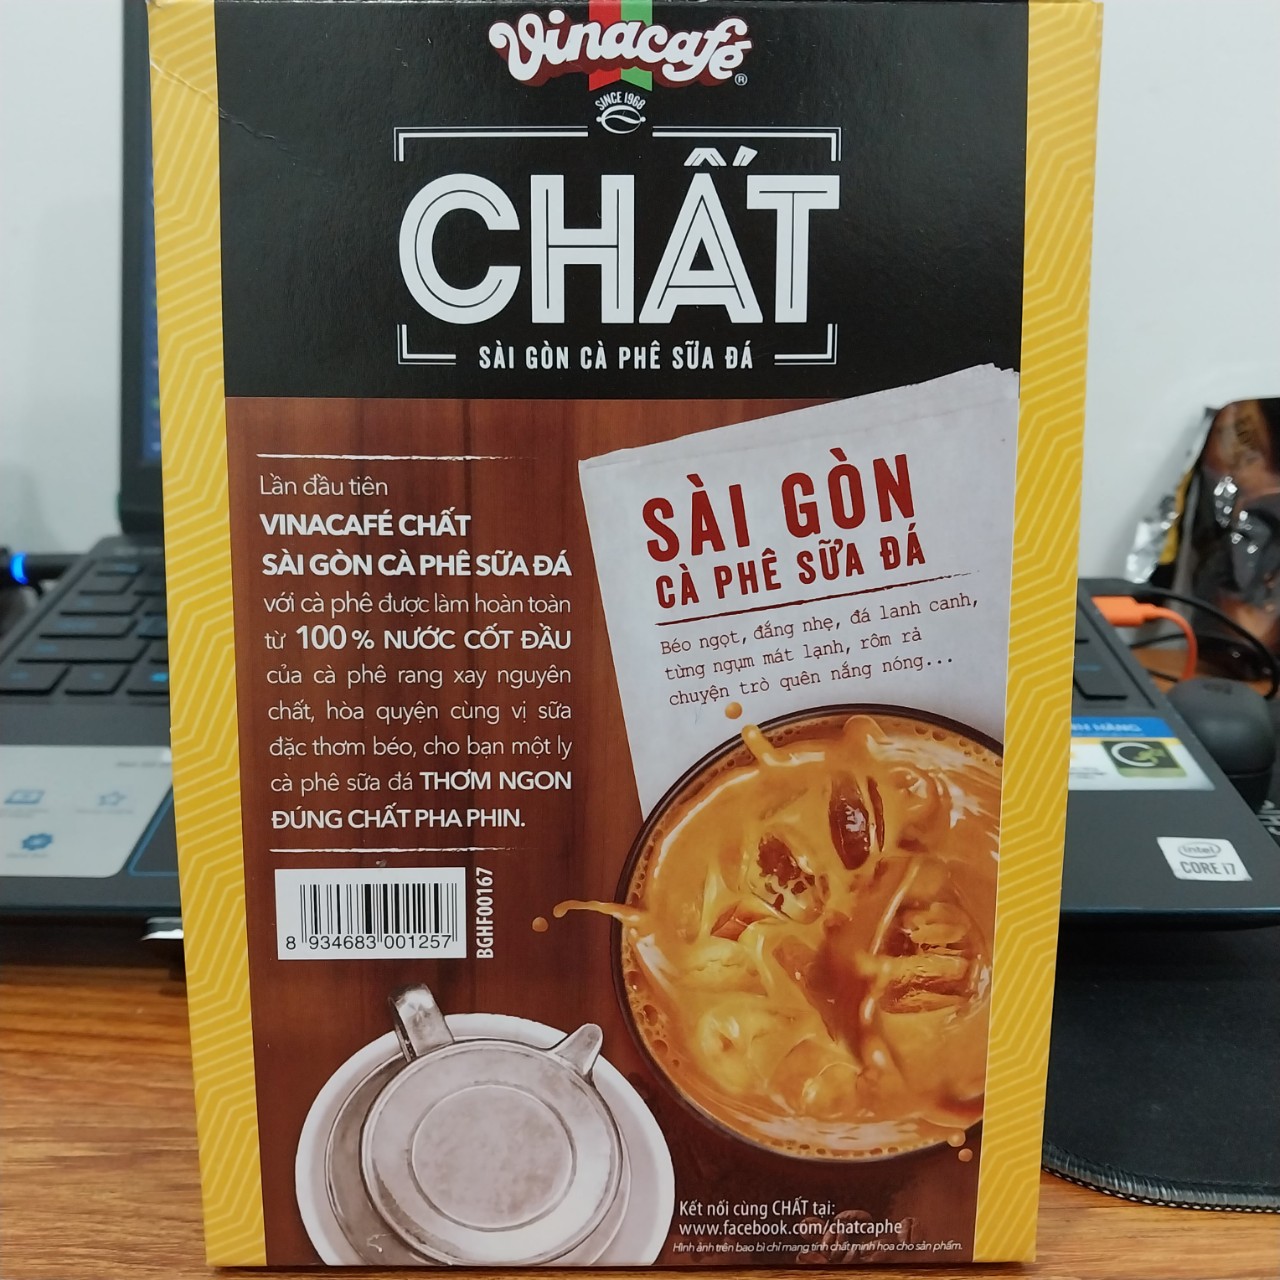 Vinacafé
®
SINCE 1968
CHẤT
SÀI GÒN CÀ PHÊ SỮA ĐÁ
Lần đầu tiên
VINACAFÉ CHẤT
SÀI GÒN CÀ PHÊ SỮA ĐÁ
với cà phê được làm hoàn toàn
từ 100% NƯỚC CỐT ĐẦU
của cà phê rang xay nguyên
chất, hòa quyện cùng vị sữa
đặc thơm béo, cho bạn một ly
cà phê sữa đá THƠM NGON
ĐÚNG CHẤT PHA PHIN.
SÀI GÒN
CÀ PHÊ SỮA ĐÁ
Béo ngọt, đắng nhẹ, đá lanh canh,
từng ngụm mát lạnh, rôm rả
chuyện trò quên nắng nóng...
8 934683 001257
BGHF00167
Kết nối cùng CHẤT tại:
www.facebook.com/chatcaphe
Hình ảnh trên bao bì chỉ mang tính chất minh họa cho sản phẩm.
intel
CORE i7